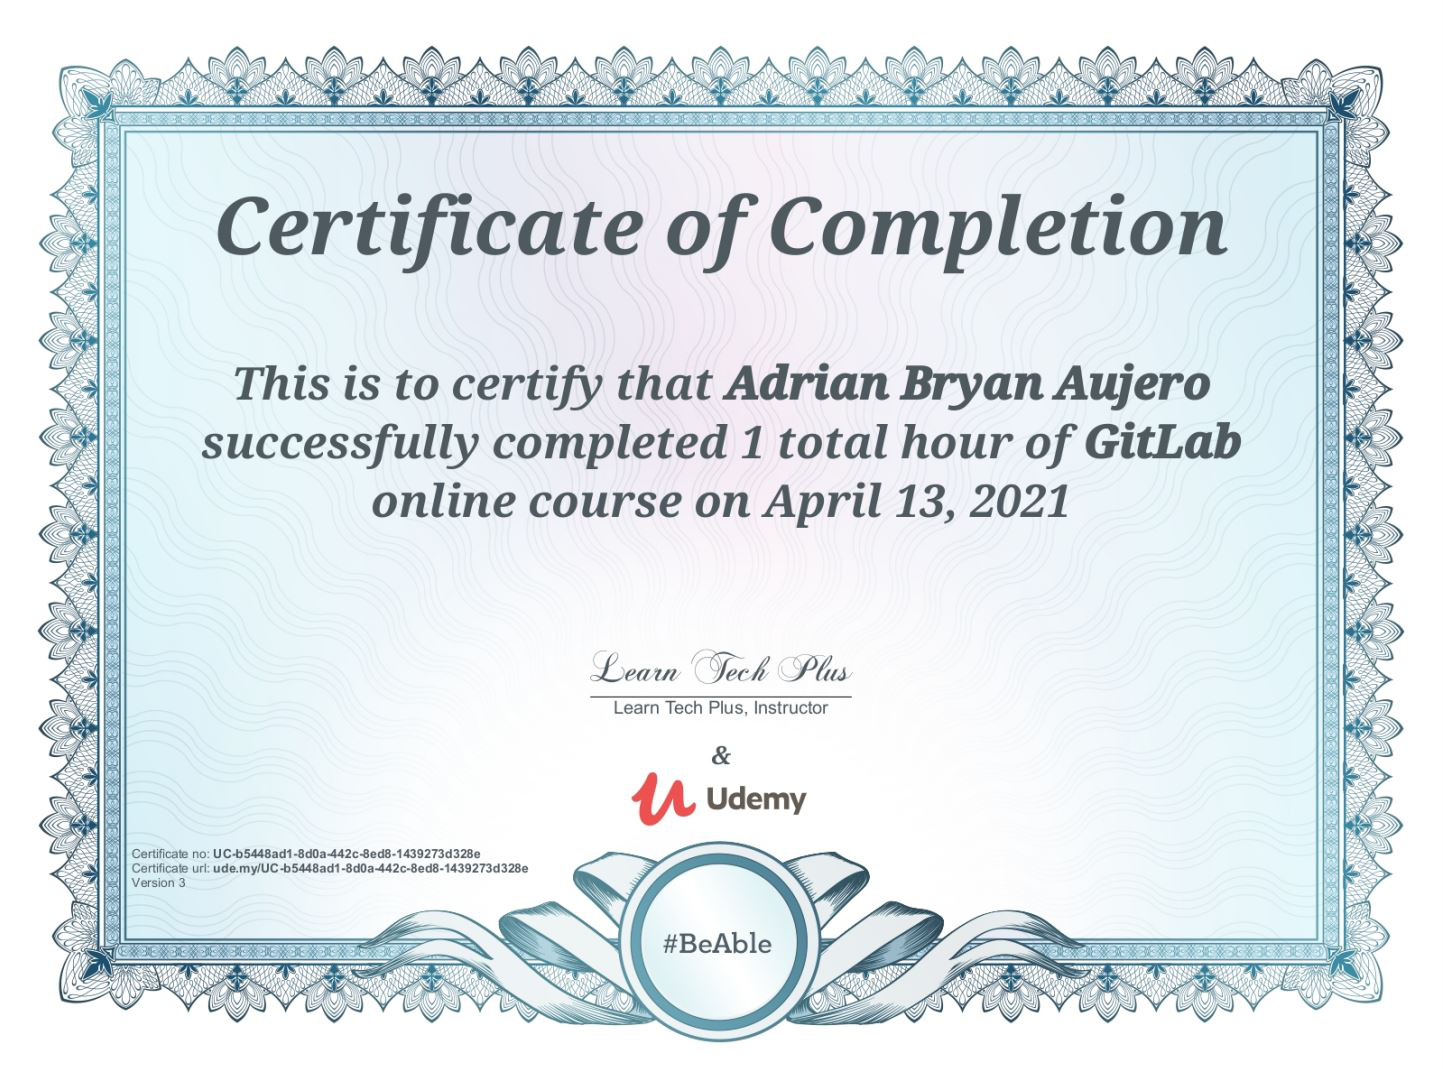 Certificate of Completion
This is to certify that Adrian Bryan Aujero
successfully completed 1 total hour of GitLab
online course on April 13, 2021
Learn Tech Plus
Learn Tech Plus, Instructor
&
Udemy
Certificate no: UC-b5448ad1-8d0a-442c-8ed8-1439273d328e
Certificate url: ude.my/UC-b5448ad1-8d0a-442c-8ed8-1439273d328e
Version 3
#BeAble